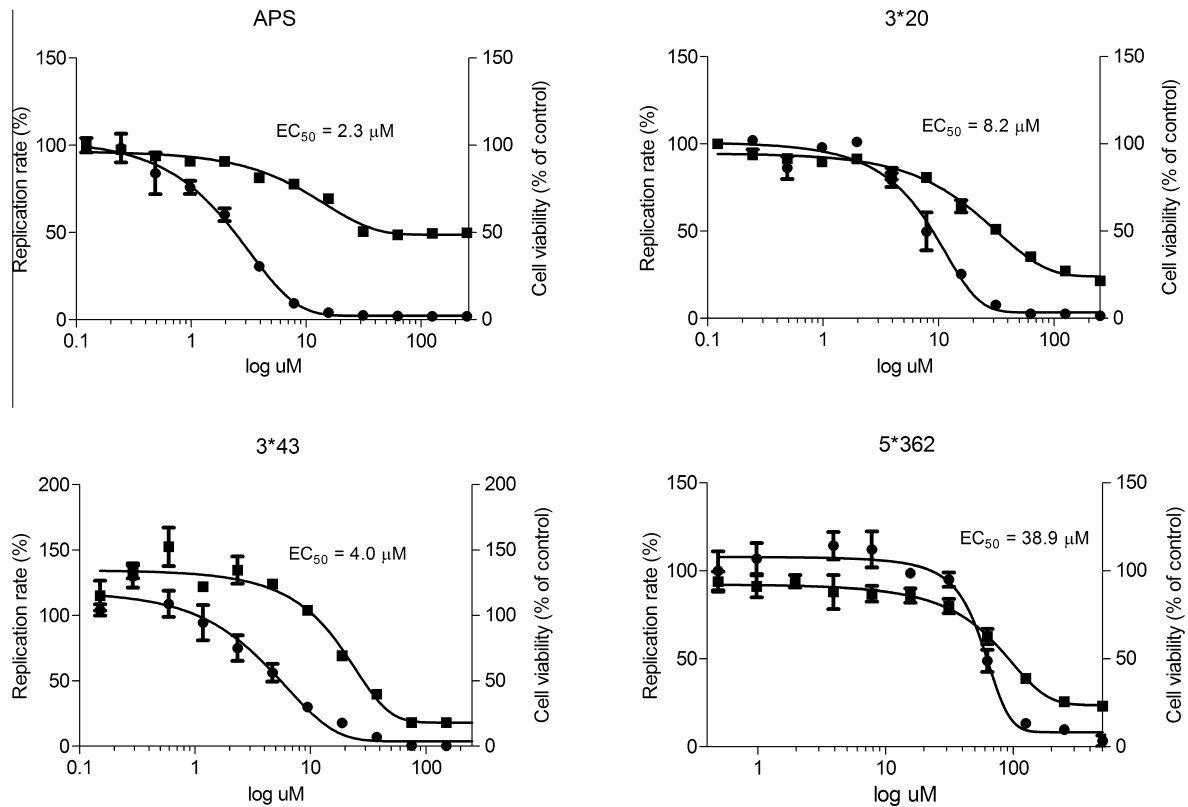 APS
150
100
50
0
Replication rate (%)
150
100
50
0
Cell viability (% of control)
EC50 = 2.3 µM
0.1 1 10 100
log uM
3*20
150
100
50
0
Replication rate (%)
150
100
50
0
Cell viability (% of control)
EC50 = 8.2 µM
0.1 1 10 100
log uM
3*43
200
150
100
50
0
Replication rate (%)
200
150
100
50
0
Cell viability (% of control)
EC50 = 4.0 µM
0.1 1 10 100
log uM
5*362
150
100
50
0
Replication rate (%)
150
100
50
0
Cell viability (% of control)
EC50 = 38.9 µM
1 10 100
log uM